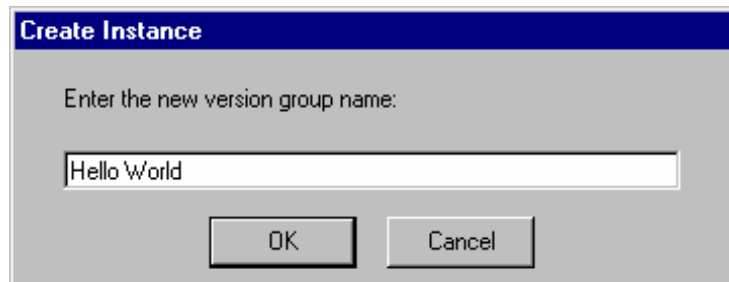 Create Instance
Enter the new version group name:
Hello World
OK Cancel